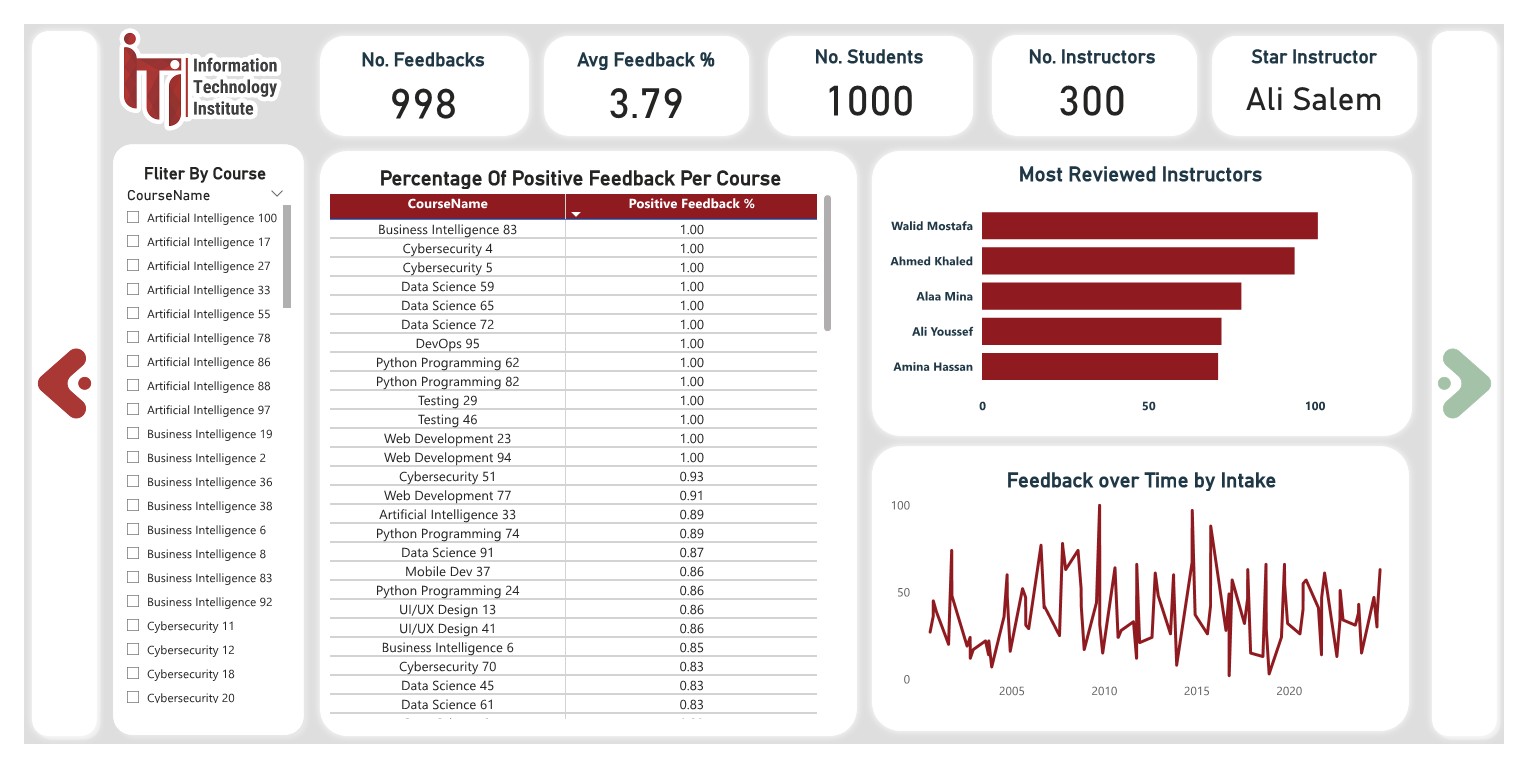 iTi
Information
Technology
Institute
No. Feedbacks
998
Avg Feedback %
3.79
No. Students
1000
No. Instructors
300
Star Instructor
Ali Salem
Fliter By Course
CourseName
Artificial Intelligence 100
Artificial Intelligence 17
Artificial Intelligence 27
Artificial Intelligence 33
Artificial Intelligence 55
Artificial Intelligence 78
Artificial Intelligence 86
Artificial Intelligence 88
Artificial Intelligence 97
Business Intelligence 19
Business Intelligence 2
Business Intelligence 36
Business Intelligence 38
Business Intelligence 6
Business Intelligence 8
Business Intelligence 83
Business Intelligence 92
Cybersecurity 11
Cybersecurity 12
Cybersecurity 18
Cybersecurity 20
Percentage Of Positive Feedback Per Course
CourseName Positive Feedback %
Business Intelligence 83 1.00
Cybersecurity 4 1.00
Cybersecurity 5 1.00
Data Science 59 1.00
Data Science 65 1.00
Data Science 72 1.00
DevOps 95 1.00
Python Programming 62 1.00
Python Programming 82 1.00
Testing 29 1.00
Testing 46 1.00
Web Development 23 1.00
Web Development 94 1.00
Cybersecurity 51 0.93
Web Development 77 0.91
Artificial Intelligence 33 0.89
Python Programming 74 0.89
Data Science 91 0.87
Mobile Dev 37 0.86
Python Programming 24 0.86
UI/UX Design 13 0.86
UI/UX Design 41 0.86
Business Intelligence 6 0.85
Cybersecurity 70 0.83
Data Science 45 0.83
Data Science 61 0.83
Most Reviewed Instructors
Walid Mostafa
Ahmed Khaled
Alaa Mina
Ali Youssef
Amina Hassan
0 50 100
Feedback over Time by Intake
100
50
0
2005 2010 2015 2020